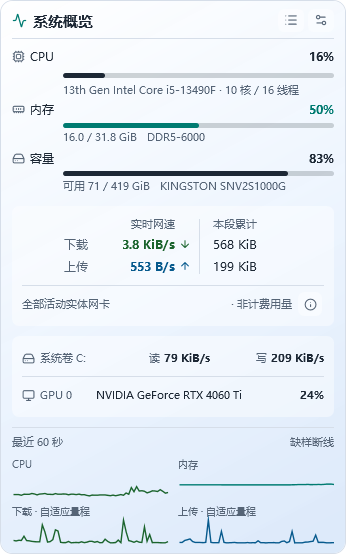 系统概览
CPU 16%
13th Gen Intel Core i5-13490F · 10 核 / 16 线程
内存 50%
16.0 / 31.8 GiB DDR5-6000
容量 83%
可用 71 / 419 GiB KINGSTON SNV2S1000G
实时网速 本段累计
下载 3.8 KiB/s ↓ 568 KiB
上传 553 B/s ↑ 199 KiB
全部活动实体网卡 · 非计费用量
系统卷 C: 读 79 KiB/s 写 209 KiB/s
GPU 0 NVIDIA GeForce RTX 4060 Ti 24%
最近 60 秒 缺样断线
CPU 内存
下载 · 自适应量程 上传 · 自适应量程